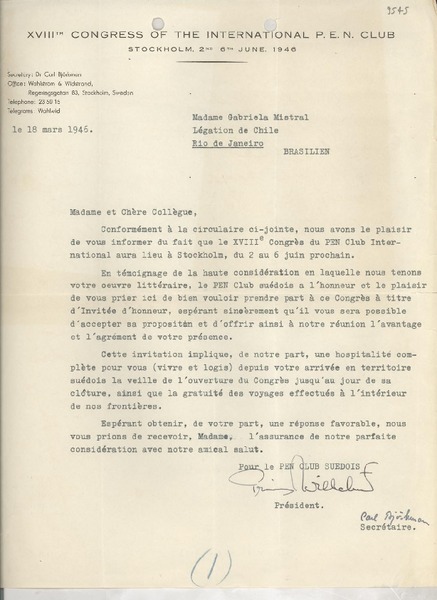 9545
XVIIITH CONGRESS OF THE INTERNATIONAL P.E.N. CLUB
STOCKHOLM, 2ND 6TH JUNE, 1946
Secretary: Dr Carl Björkman
Office: Wahlström & Widstrand,
Regeringsgatan 83, Stockholm, Sweden
Telephone: 23 50 15
Telegrams: Wahlwid
le 18 mars 1946.
Madame Gabriela Mistral
Légation de Chile
Rio de Janeiro
BRASILIEN
Madame et Chère Collègue,
Conformément à la circulaire ci-jointe, nous avons le plaisir
de vous informer du fait que le XVIIIe Congrès du PEN Club Inter-
national aura lieu à Stockholm, du 2 au 6 juin prochain.
En témoignage de la haute considération en laquelle nous tenons
votre oeuvre littéraire, le PEN Club suédois a l'honneur et le plaisir
de vous prier ici de bien vouloir prendre part à ce Congrès à titre
d'Invitée d'honneur, espérant sincèrement qu'il vous sera possible
d'accepter sa proposition et d'offrir ainsi à notre réunion l'avantage
et l'agrément de votre présence.
Cette invitation implique, de notre part, une hospitalité com-
plète pour vous (vivre et logis) depuis votre arrivée en territoire
suédois la veille de l'ouverture du Congrès jusqu'au jour de sa
clôture, ainsi que la gratuité des voyages effectués à l'intérieur
de nos frontières.
Espérant obtenir, de votre part, une réponse favorable, nous
vous prions de recevoir, Madame, l'assurance de notre parfaite
considération avec notre amical salut.
Pour le PEN CLUB SUEDOIS
Prins Wilhelm
Président.
Carl Björkman
Secrétaire.
(1)